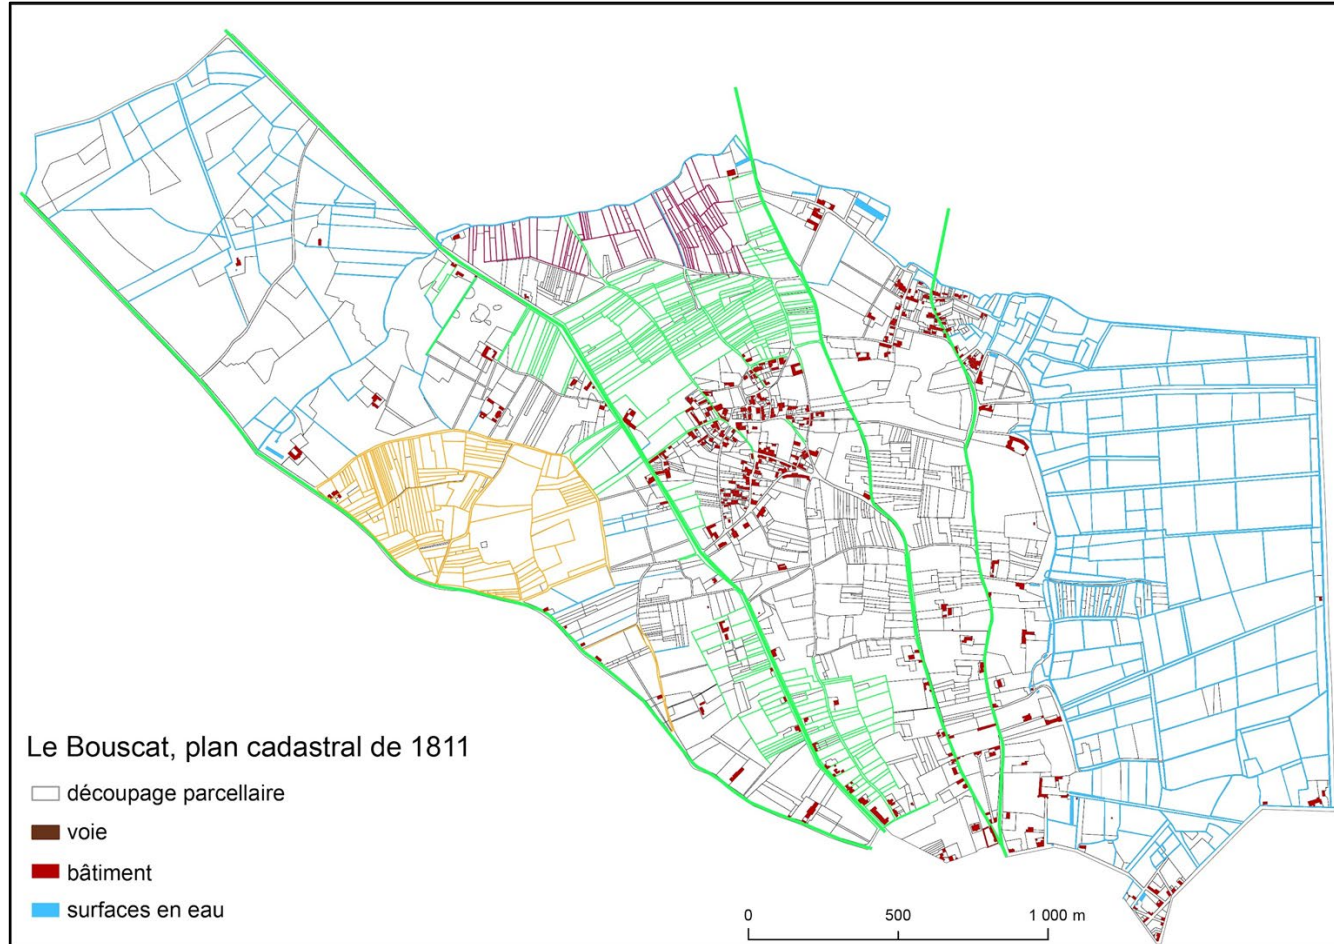 Le Bouscat, plan cadastral de 1811
découpage parcellaire
voie
bâtiment
surfaces en eau
0 500 1 000 m